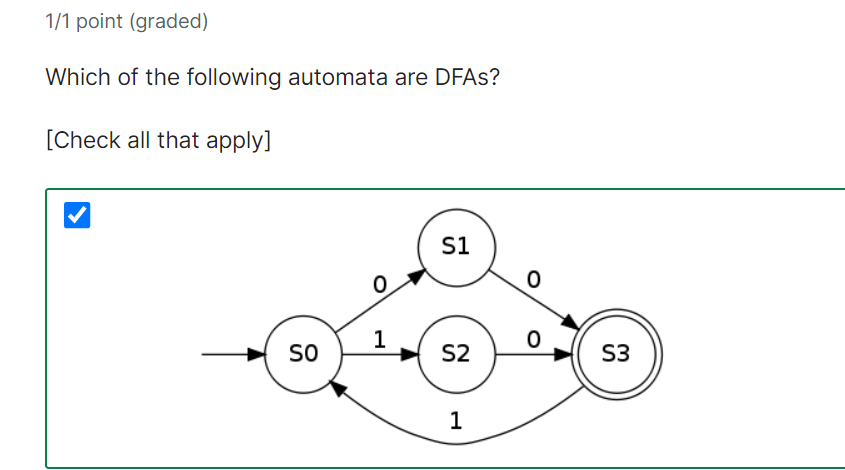 1/1 point (graded)
Which of the following automata are DFAs?
[Check all that apply]
S1
0
0
S0
1
S2
0
S3
1